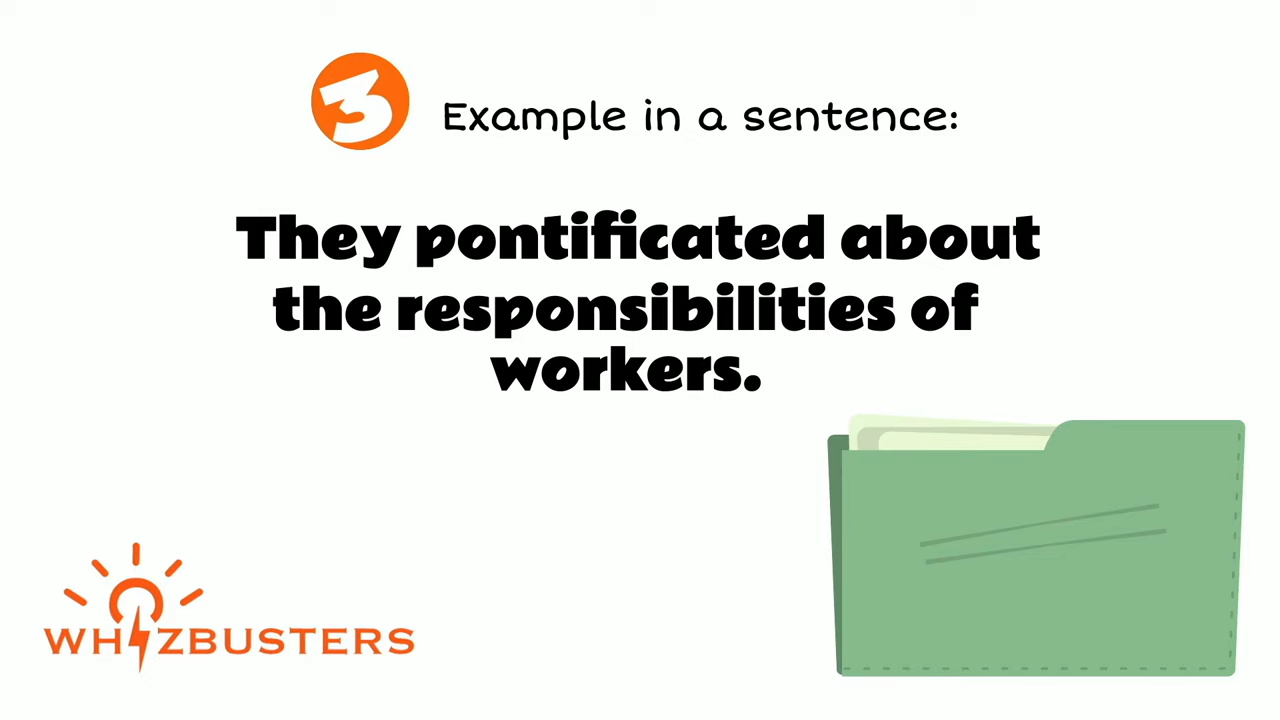 3 Example in a sentence:
They pontificated about
the responsibilities of
workers.
WHIZBUSTERS